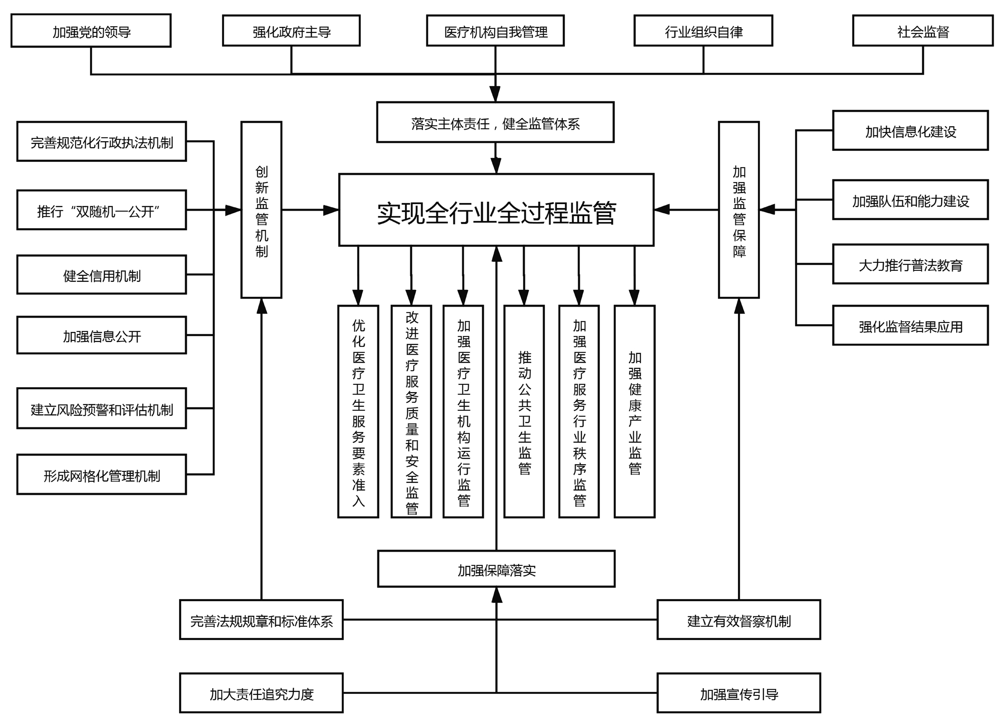 加强党的领导
强化政府主导
医疗机构自我管理
行业组织自律
社会监督
落实主体责任，健全监管体系
完善规范化行政执法机制
推行“双随机一公开”
健全信用机制
加强信息公开
建立风险预警和评估机制
形成网格化管理机制
创新监管机制
实现全行业全过程监管
加强监管保障
加快信息化建设
加强队伍和能力建设
大力推行普法教育
强化监督结果应用
优化医疗卫生服务要素准入
改进医疗服务质量和安全监管
加强医疗卫生机构运行监管
推动公共卫生监管
加强医疗服务行业秩序监管
加强健康产业监管
加强保障落实
完善法规规章和标准体系
建立有效督察机制
加大责任追究力度
加强宣传引导